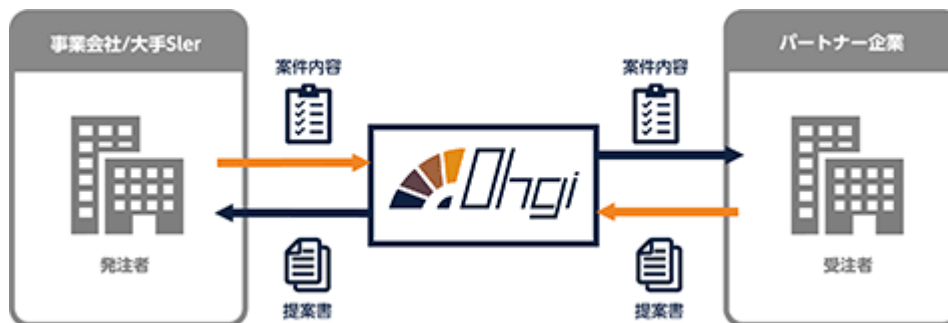 事業会社/大手SIer
パートナー企業
案件内容
案件内容
Ohgi
発注者
受注者
提案書
提案書